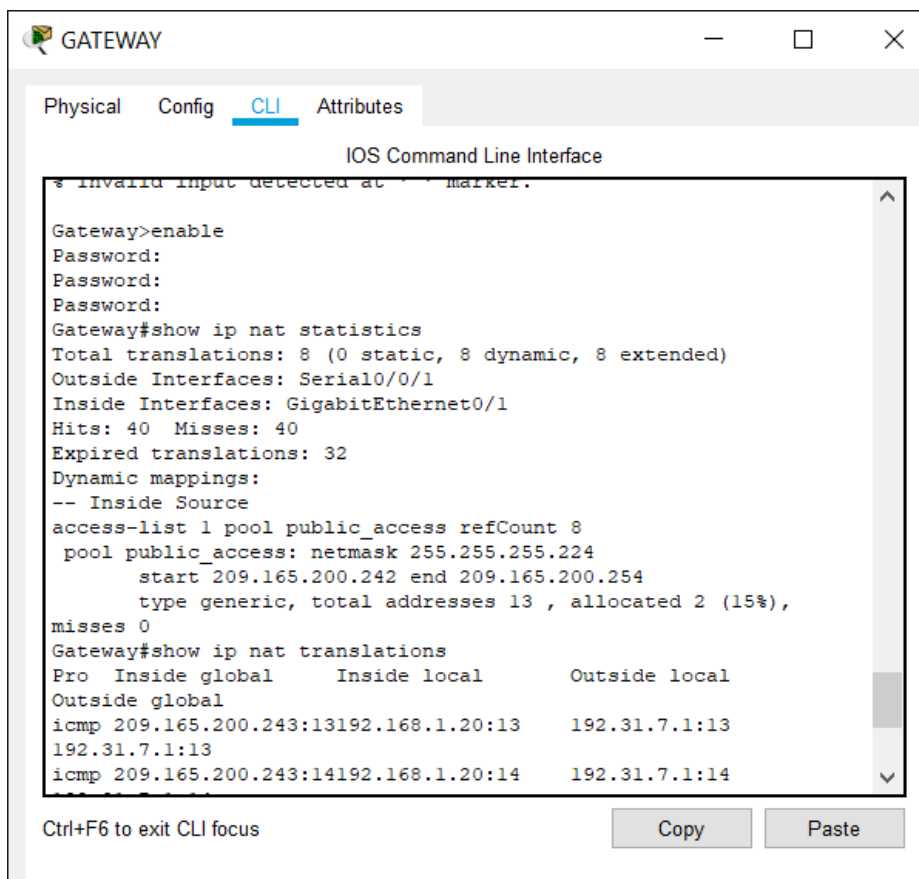 GATEWAY
Physical Config CLI Attributes
IOS Command Line Interface
% Invalid input detected at '^' marker.
Gateway>enable
Password:
Password:
Password:
Gateway#show ip nat statistics
Total translations: 8 (0 static, 8 dynamic, 8 extended)
Outside Interfaces: Serial0/0/1
Inside Interfaces: GigabitEthernet0/1
Hits: 40 Misses: 40
Expired translations: 32
Dynamic mappings:
-- Inside Source
access-list 1 pool public_access refCount 8
pool public_access: netmask 255.255.255.224
start 209.165.200.242 end 209.165.200.254
type generic, total addresses 13 , allocated 2 (15%),
misses 0
Gateway#show ip nat translations
Pro Inside global Inside local Outside local
Outside global
icmp 209.165.200.243:13192.168.1.20:13 192.31.7.1:13
192.31.7.1:13
icmp 209.165.200.243:14192.168.1.20:14 192.31.7.1:14
Ctrl+F6 to exit CLI focus
Copy
Paste